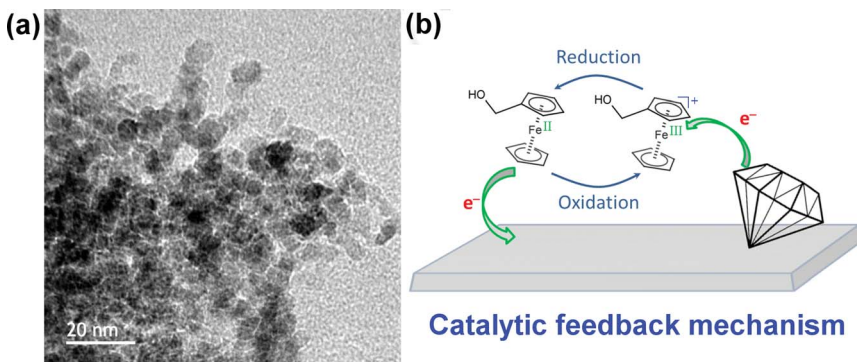 (a)
20 nm
(b)
Reduction
HO
Fe II
HO
+
Fe III
e−
e−
Oxidation
Catalytic feedback mechanism